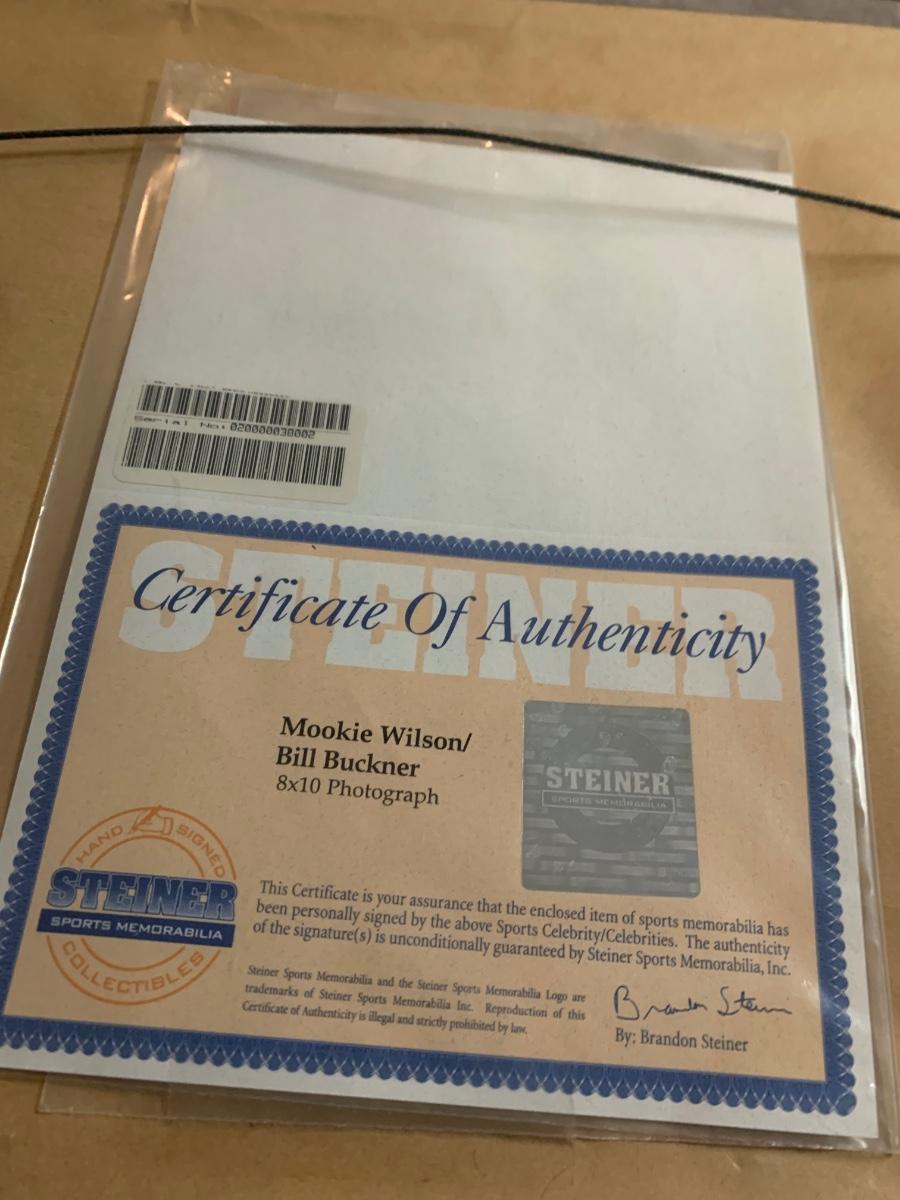 Serial No: 020000038002
STEINER
Certificate Of Authenticity
Mookie Wilson/
Bill Buckner
8x10 Photograph
STEINER
SPORTS MEMORABILIA
HAND SIGNED
STEINER
SPORTS MEMORABILIA
COLLECTIBLES
This Certificate is your assurance that the enclosed item of sports memorabilia has
been personally signed by the above Sports Celebrity/Celebrities. The authenticity
of the signature(s) is unconditionally guaranteed by Steiner Sports Memorabilia, Inc.
Steiner Sports Memorabilia and the Steiner Sports Memorabilia Logo are
trademarks of Steiner Sports Memorabilia Inc. Reproduction of this
Certificate of Authenticity is illegal and strictly prohibited by law.
Brandon Steiner
By: Brandon Steiner